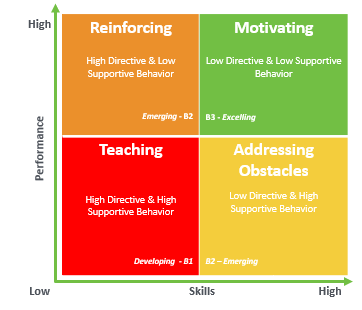 High
Performance
Reinforcing
High Directive & Low
Supportive Behavior
Emerging - B2
Motivating
Low Directive & Low Supportive
Behavior
B3 - Excelling
Teaching
High Directive & High
Supportive Behavior
Developing - B1
Addressing
Obstacles
Low Directive & High
Supportive Behavior
B2 – Emerging
Low
Skills
High